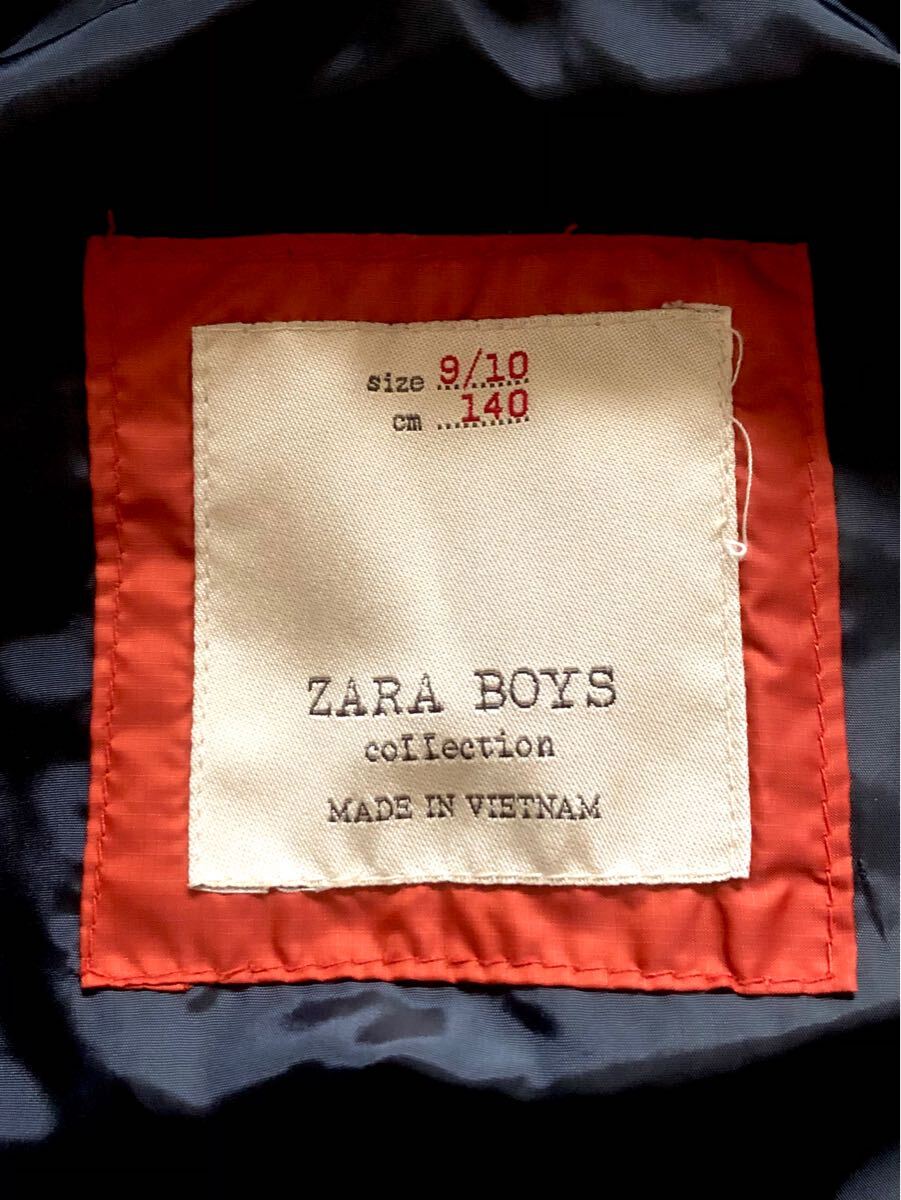 size 9/10
cm 140
ZARA BOYS
collection
MADE IN VIETNAM